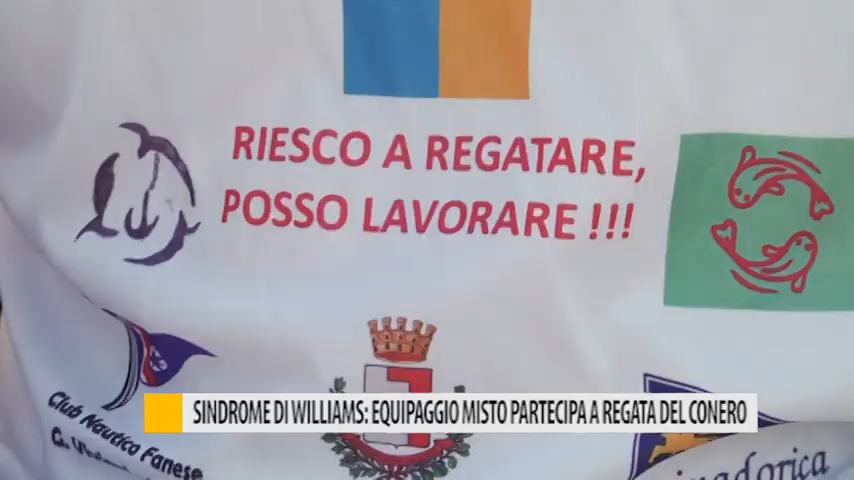 RIESCO A REGATARE,
POSSO LAVORARE !!!
Club Nautico Fanese
SINDROME DI WILLIAMS: EQUIPAGGIO MISTO PARTECIPA A REGATA DEL CONERO